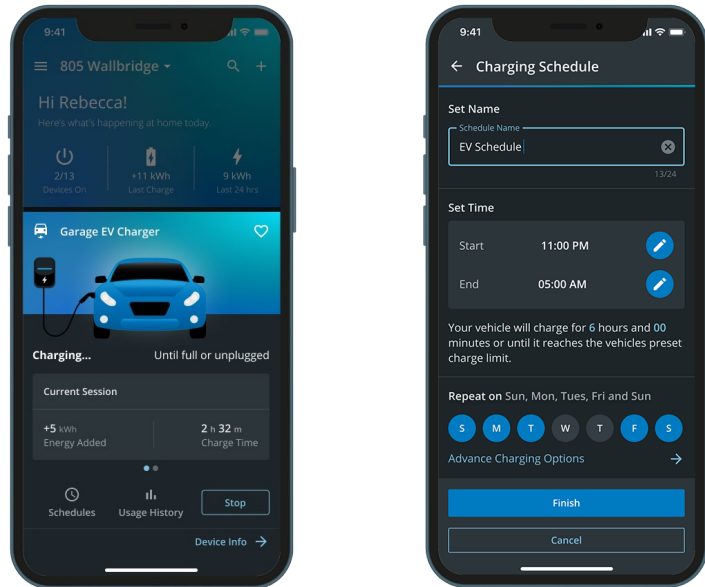 9:41
805 Wallbridge
Hi Rebecca!
Here's what's happening at home today.
2/13
Devices On
+11 kWh
Last Charge
9 kWh
Last 24 hrs
Garage EV Charger
Charging...
Until full or unplugged
Current Session
+5 kWh
Energy Added
2 h 32 m
Charge Time
Schedules
Usage History
Stop
Device Info
9:41
Charging Schedule
Set Name
Schedule Name
EV Schedule
13/24
Set Time
Start 11:00 PM
End 05:00 AM
Your vehicle will charge for 6 hours and 00
minutes or until it reaches the vehicles preset
charge limit.
Repeat on Sun, Mon, Tues, Fri and Sun
S M T W T F S
Advance Charging Options
Finish
Cancel